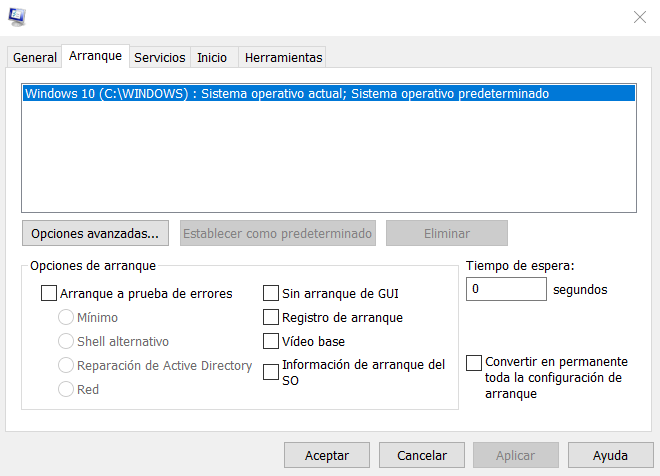 General Arranque Servicios Inicio Herramientas
Windows 10 (C:\WINDOWS) : Sistema operativo actual; Sistema operativo predeterminado
Opciones avanzadas... Establecer como predeterminado Eliminar
Opciones de arranque
Arranque a prueba de errores
Mínimo
Shell alternativo
Reparación de Active Directory
Red
Sin arranque de GUI
Registro de arranque
Vídeo base
Información de arranque del
SO
Tiempo de espera:
0 segundos
Convertir en permanente
toda la configuración de
arranque
Aceptar Cancelar Aplicar Ayuda